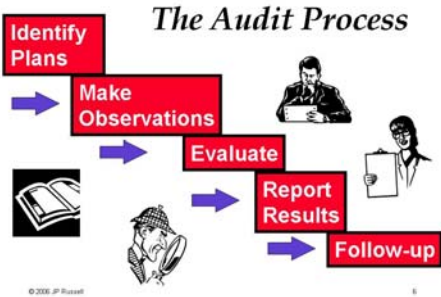 The Audit Process
Identify
Plans
Make
Observations
Evaluate
Report
Results
Follow-up
© 2006 JP Russell
6